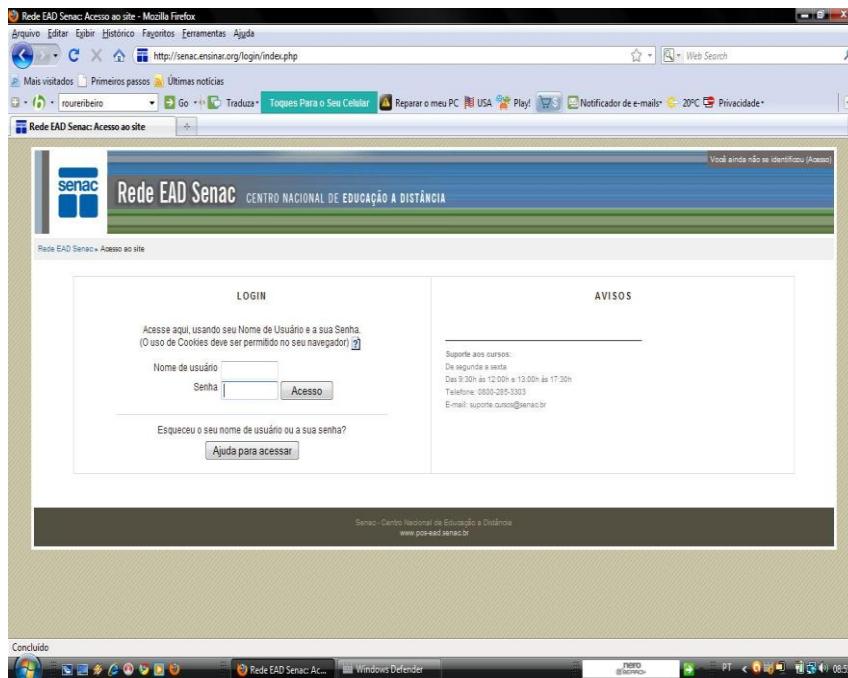 Rede EAD Senac: Acesso ao site - Mozilla Firefox
Arquivo Editar Exibir Histórico Favoritos Ferramentas Ajuda
http://senac.ensinar.org/login/index.php
Web Search
Mais visitados Primeiros passos Últimas notícias
roureribeiro Go Traduza Toques Para o Seu Celular Reparar o meu PC USA Play! Notificador de e-mails 20ºC Privacidade
Rede EAD Senac: Acesso ao site
Você ainda não se identificou (Acesso)
senac
Rede EAD Senac CENTRO NACIONAL DE EDUCAÇÃO A DISTÂNCIA
Rede EAD Senac » Acesso ao site
LOGIN
Acesse aqui, usando seu Nome de Usuário e a sua Senha.
(O uso de Cookies deve ser permitido no seu navegador) ?
Nome de usuário
Senha Acesso
Esqueceu o seu nome de usuário ou a sua senha?
Ajuda para acessar
AVISOS
Suporte aos cursos:
De segunda a sexta
Das 9:30h às 12:00h e 13:00h às 17:30h
Telefone: 0800-285-3303
E-mail: suporte.cursos@senac.br
Senac - Centro Nacional de Educação a Distância
www.pos-ead.senac.br
Concluído
Rede EAD Senac: Ac... Windows Defender nero PT